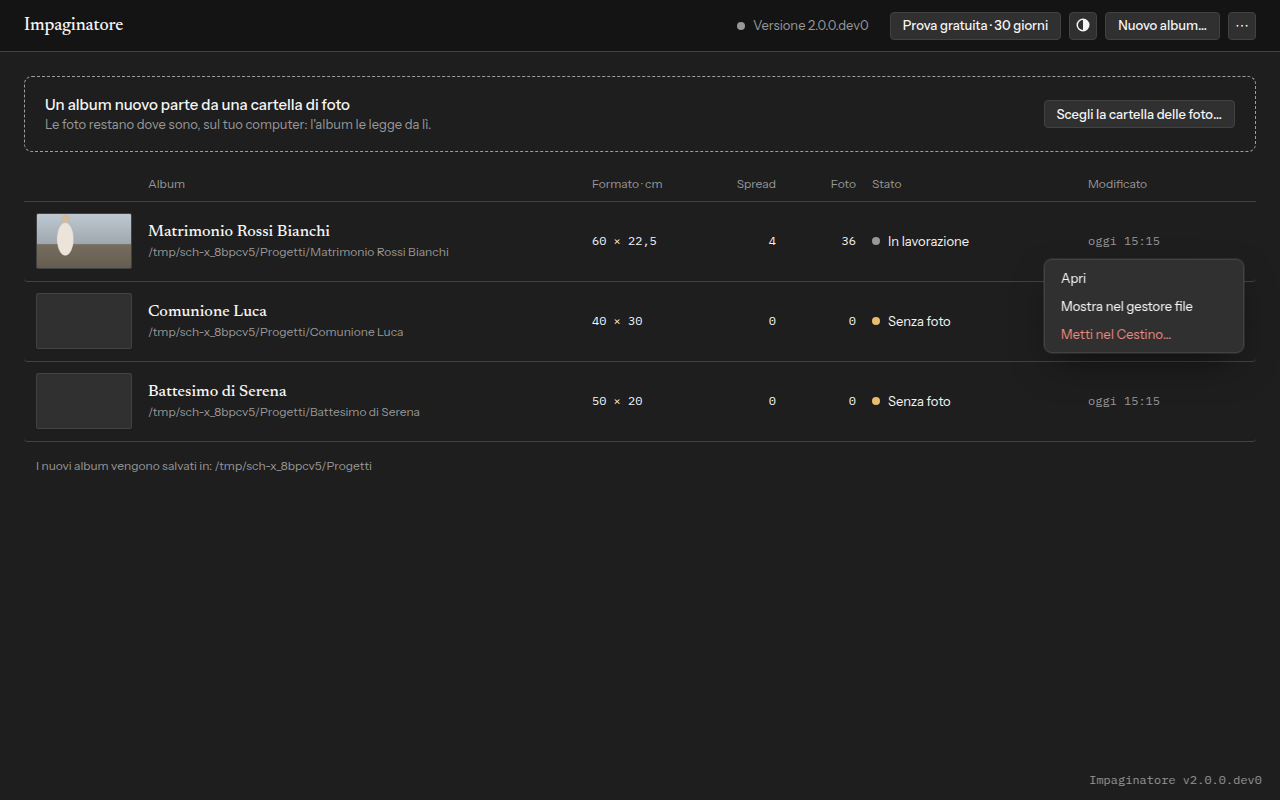 Impaginatore
Versione 2.0.0.dev0
Prova gratuita · 30 giorni
Nuovo album…
…
Un album nuovo parte da una cartella di foto
Le foto restano dove sono, sul tuo computer: l'album le legge da lì.
Scegli la cartella delle foto…
Album Formato · cm Spread Foto Stato Modificato
Matrimonio Rossi Bianchi
/tmp/sch-x_8bpcv5/Progetti/Matrimonio Rossi Bianchi
60 × 22,5 4 36 In lavorazione oggi 15:15
Apri
Mostra nel gestore file
Metti nel Cestino…
Comunione Luca
/tmp/sch-x_8bpcv5/Progetti/Comunione Luca
40 × 30 0 0 Senza foto
Battesimo di Serena
/tmp/sch-x_8bpcv5/Progetti/Battesimo di Serena
50 × 20 0 0 Senza foto oggi 15:15
I nuovi album vengono salvati in: /tmp/sch-x_8bpcv5/Progetti
Impaginatore v2.0.0.dev0